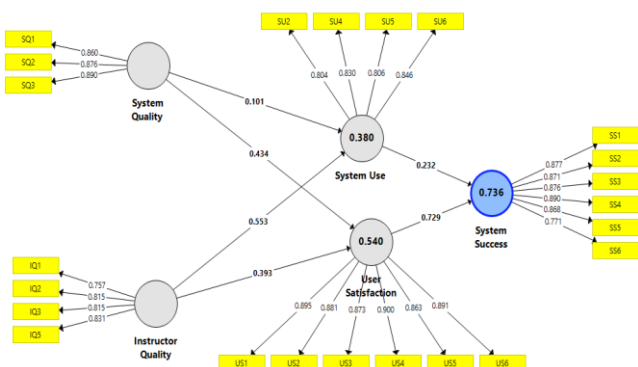 SU2 SU4 SU5 SU6
SQ1
SQ2
SQ3
0.860
0.876
0.890
System
Quality
0.804 0.830 0.806 0.846
0.101
0.434
0.380
System Use
0.232
0.553
0.393
0.540
User
Satisfaction
0.729
0.736
System
Success
0.877
0.871
0.876
0.890
0.868
0.771
SS1
SS2
SS3
SS4
SS5
SS6
IQ1
IQ2
IQ3
IQ5
0.757
0.815
0.815
0.831
Instructor
Quality
0.895 0.881 0.873 0.900 0.863 0.891
US1 US2 US3 US4 US5 US6